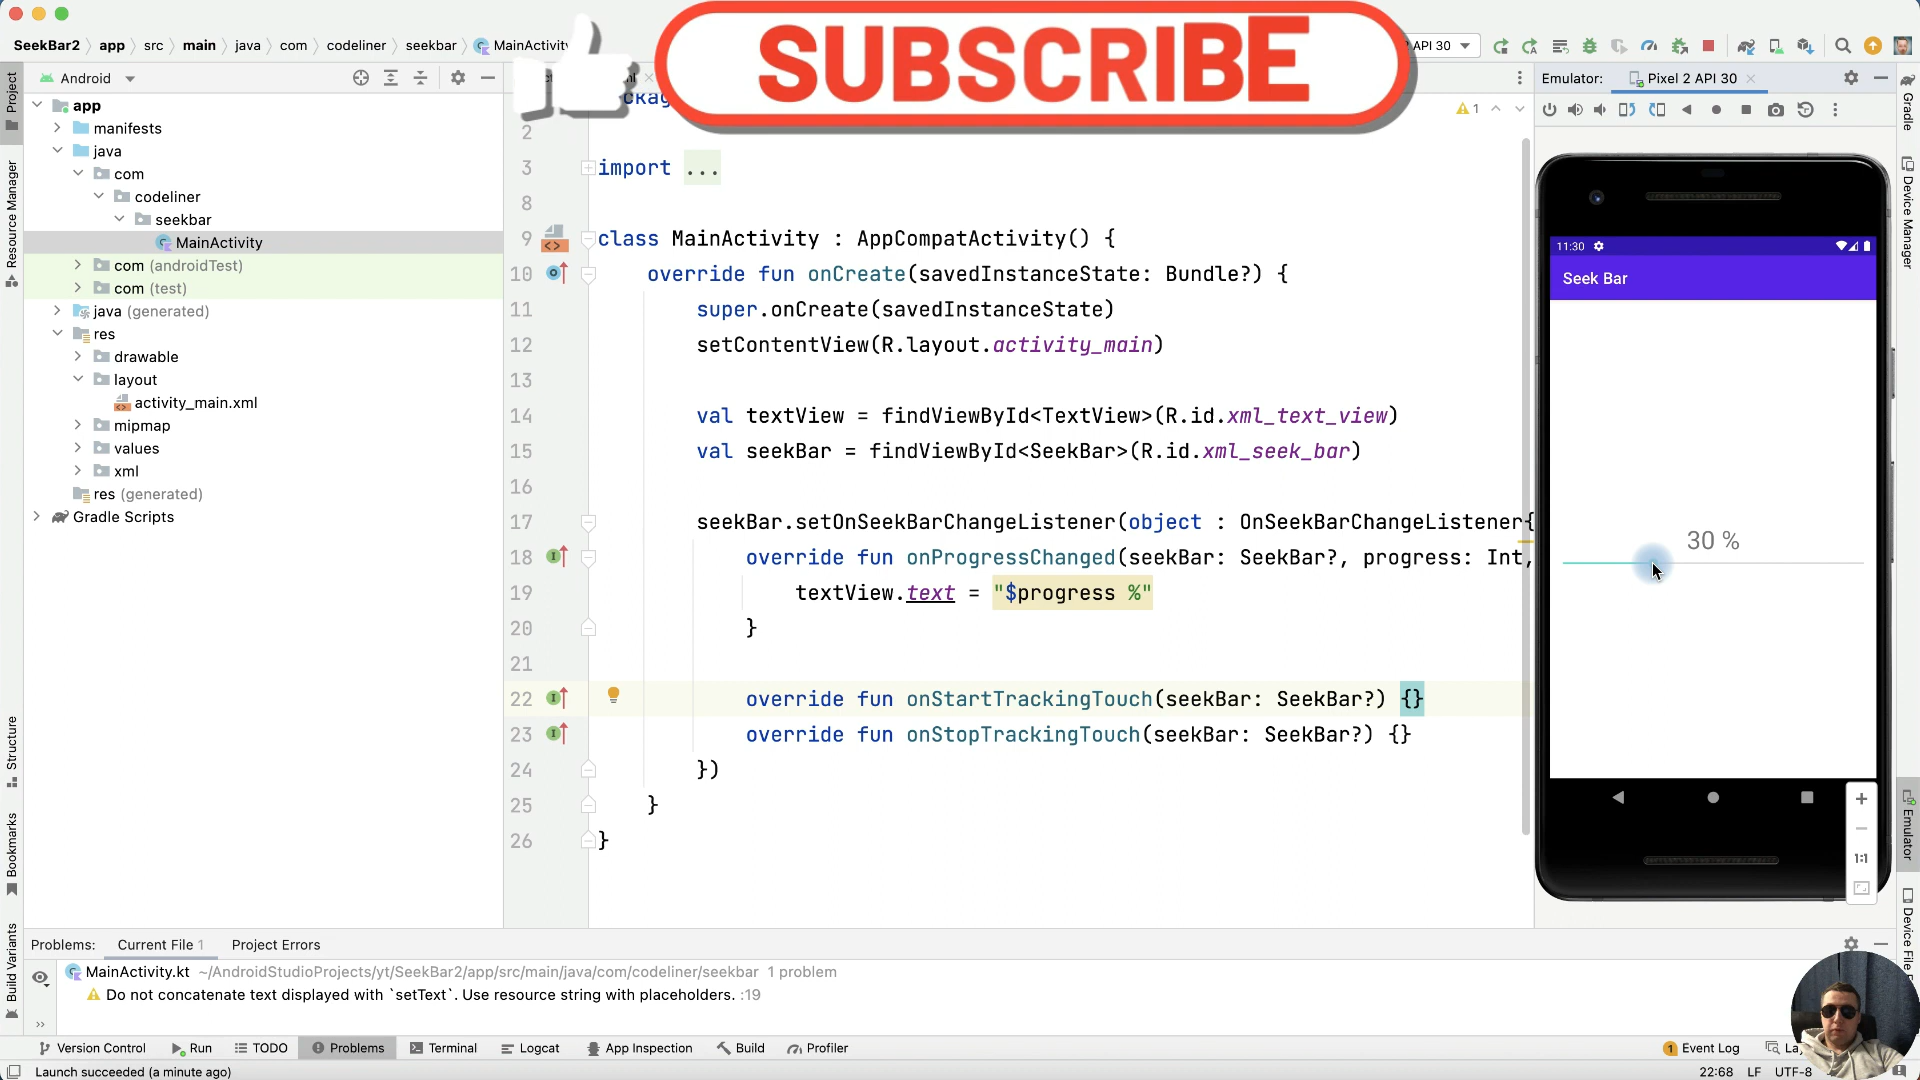 SUBSCRIBE
SeekBar2 app src main java com codeliner seekbar MainActivity
API 30
Project
Android
Emulator: Pixel 2 API 30
app
manifests
java
com
codeliner
seekbar
MainActivity
com (androidTest)
com (test)
java (generated)
res
drawable
layout
activity_main.xml
mipmap
values
xml
res (generated)
Gradle Scripts
Resource Manager
Structure
Bookmarks
Build Variants
1
2
3 import ...
8
9 class MainActivity : AppCompatActivity() {
10 override fun onCreate(savedInstanceState: Bundle?) {
11 super.onCreate(savedInstanceState)
12 setContentView(R.layout.activity_main)
13
14 val textView = findViewById<TextView>(R.id.xml_text_view)
15 val seekBar = findViewById<SeekBar>(R.id.xml_seek_bar)
16
17 seekBar.setOnSeekBarChangeListener(object : OnSeekBarChangeListener{
18 override fun onProgressChanged(seekBar: SeekBar?, progress: Int,
19 textView.text = "$progress %"
20 }
21
22 override fun onStartTrackingTouch(seekBar: SeekBar?) {}
23 override fun onStopTrackingTouch(seekBar: SeekBar?) {}
24 })
25 }
26 }
11:30
Seek Bar
30 %
1:1
Gradle
Device Manager
Emulator
Device File
Problems: Current File 1 Project Errors
MainActivity.kt ~/AndroidStudioProjects/yt/SeekBar2/app/src/main/java/com/codeliner/seekbar 1 problem
Do not concatenate text displayed with `setText`. Use resource string with placeholders. :19
Version Control Run TODO Problems Terminal Logcat App Inspection Build Profiler 1 Event Log
Launch succeeded (a minute ago) 22:68 LF UTF-8